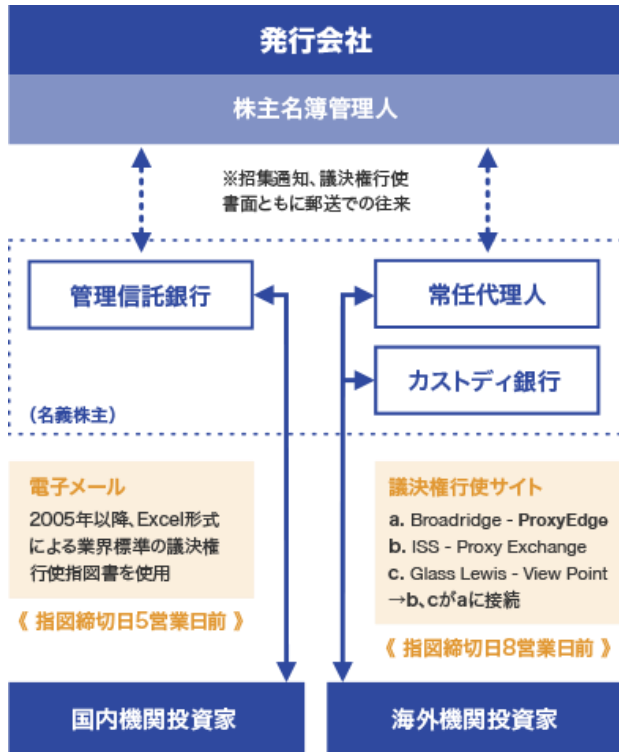 発行会社
株主名簿管理人
※招集通知、議決権行使
書面ともに郵送での往来
管理信託銀行
常任代理人
カストディ銀行
(名義株主)
電子メール
2005年以降、Excel形式
による業界標準の議決権
行使指図書を使用
《 指図締切日5営業日前 》
議決権行使サイト
a. Broadridge - ProxyEdge
b. ISS - Proxy Exchange
c. Glass Lewis - View Point
→b、cがaに接続
《 指図締切日8営業日前 》
国内機関投資家
海外機関投資家